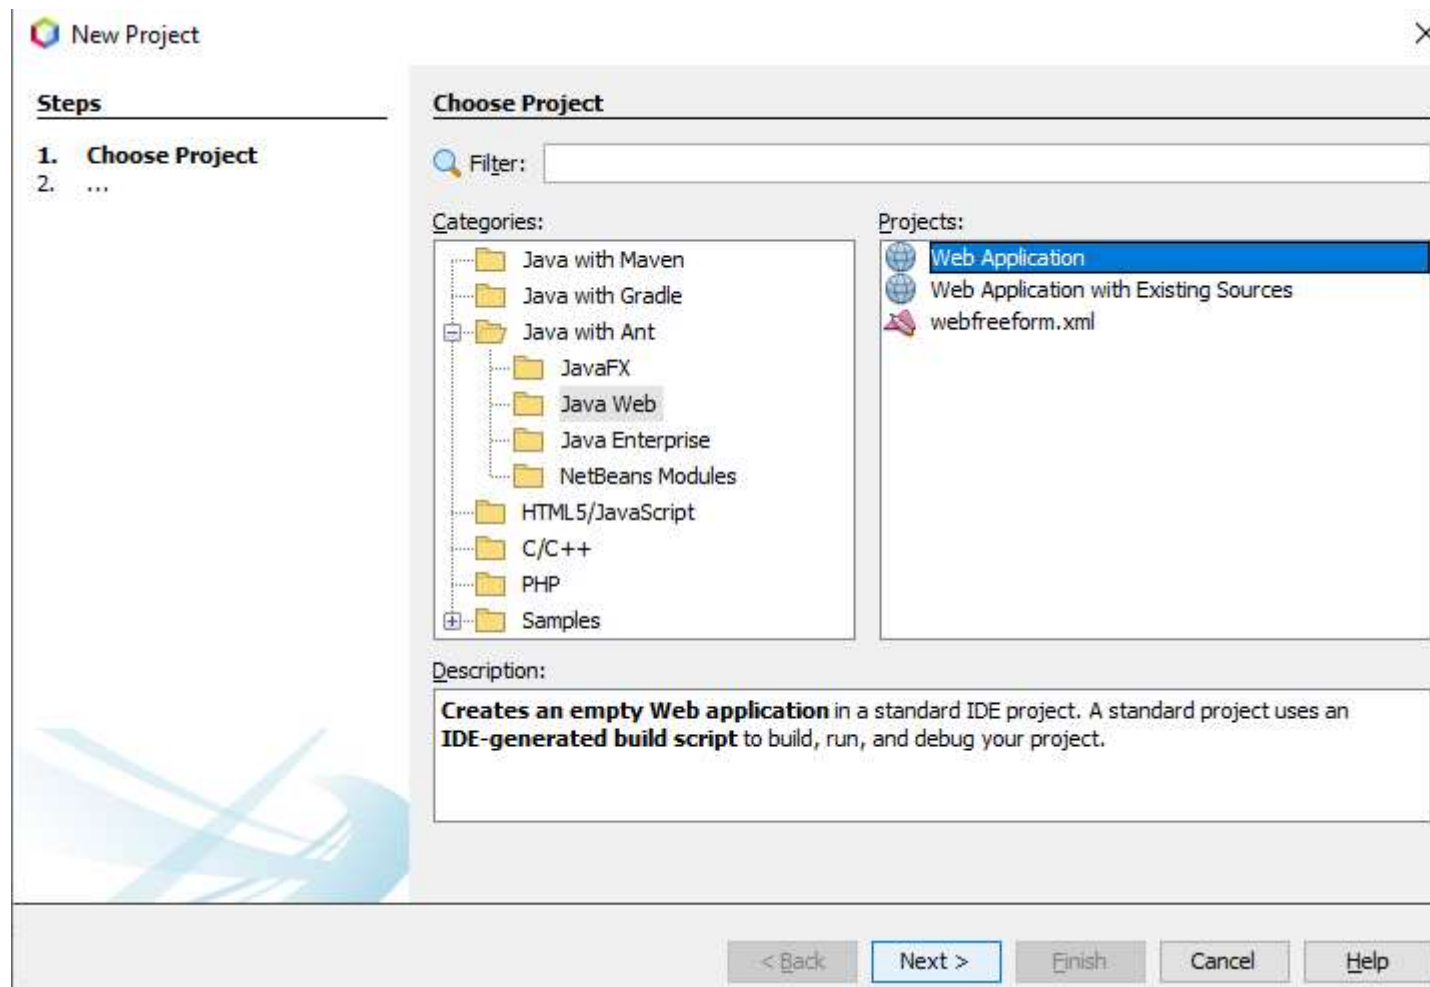 New Project
Steps
1. Choose Project
2. ...
Choose Project
Filter:
Categories:
Java with Maven
Java with Gradle
Java with Ant
JavaFX
Java Web
Java Enterprise
NetBeans Modules
HTML5/JavaScript
C/C++
PHP
Samples
Projects:
Web Application
Web Application with Existing Sources
webfreeform.xml
Description:
Creates an empty Web application in a standard IDE project. A standard project uses an
IDE-generated build script to build, run, and debug your project.
< Back
Next >
Finish
Cancel
Help